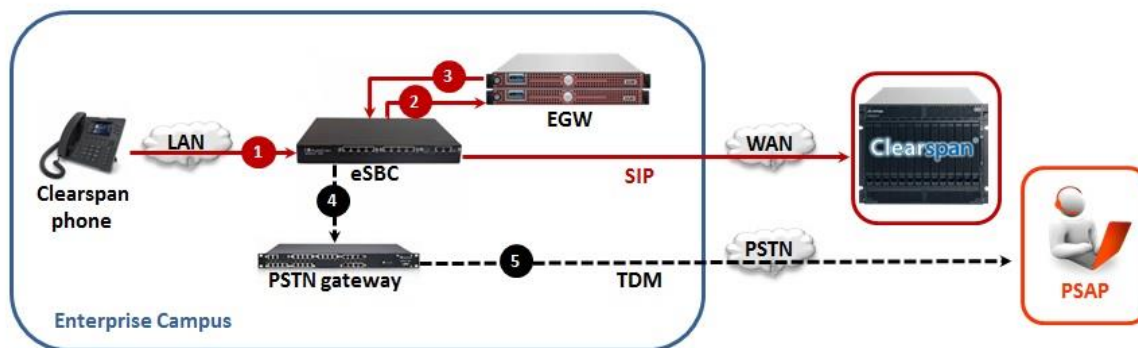 3
2
EGW
LAN
1
eSBC
Clearspan
phone
SIP
WAN
Clearspan
4
PSTN gateway
5
TDM
PSTN
PSAP
Enterprise Campus